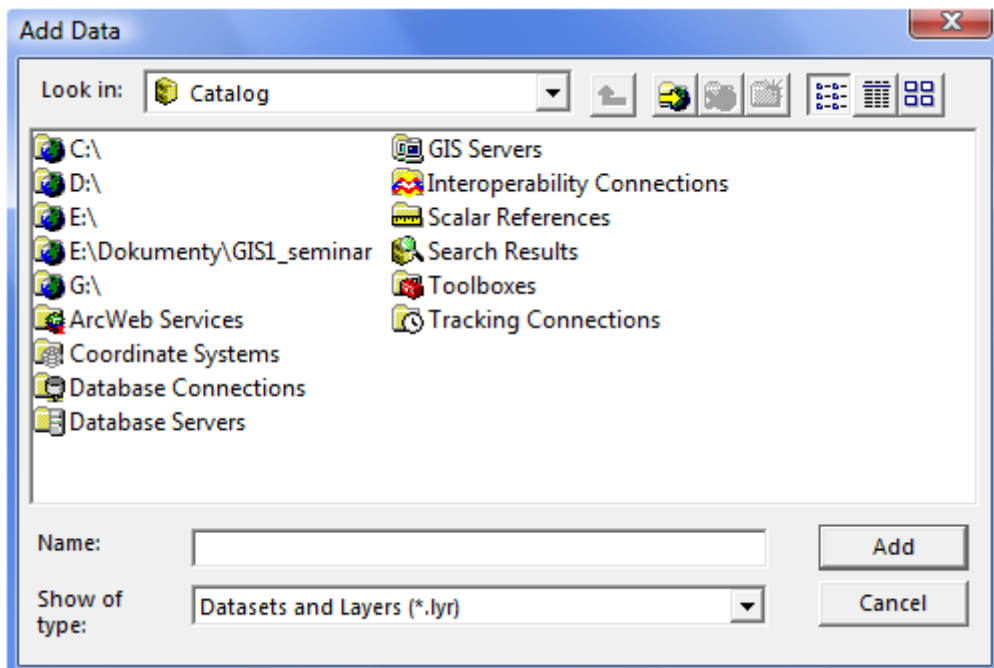 Add Data
Look in:
Catalog
C:\
D:\
E:\
E:\Dokumenty\GIS1_seminar
G:\
ArcWeb Services
Coordinate Systems
Database Connections
Database Servers
GIS Servers
Interoperability Connections
Scalar References
Search Results
Toolboxes
Tracking Connections
Name:
Add
Show of
type:
Datasets and Layers (*.lyr)
Cancel